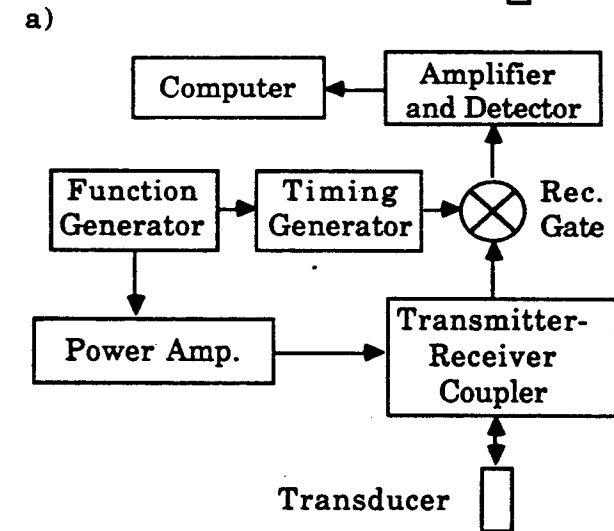 a)
Computer
Amplifier
and Detector
Function
Generator
Timing
Generator
Rec.
Gate
Power Amp.
Transmitter-
Receiver
Coupler
Transducer